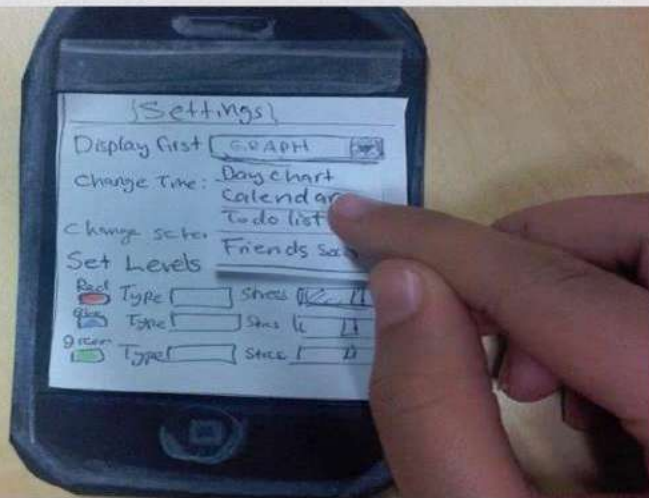 Settings
Display first GRAPH
Change Time:
Day chart
Calendar
To do list
Friends
Change
Set Levels
Red Type Stress
Blue Type Stress
green Type Stress